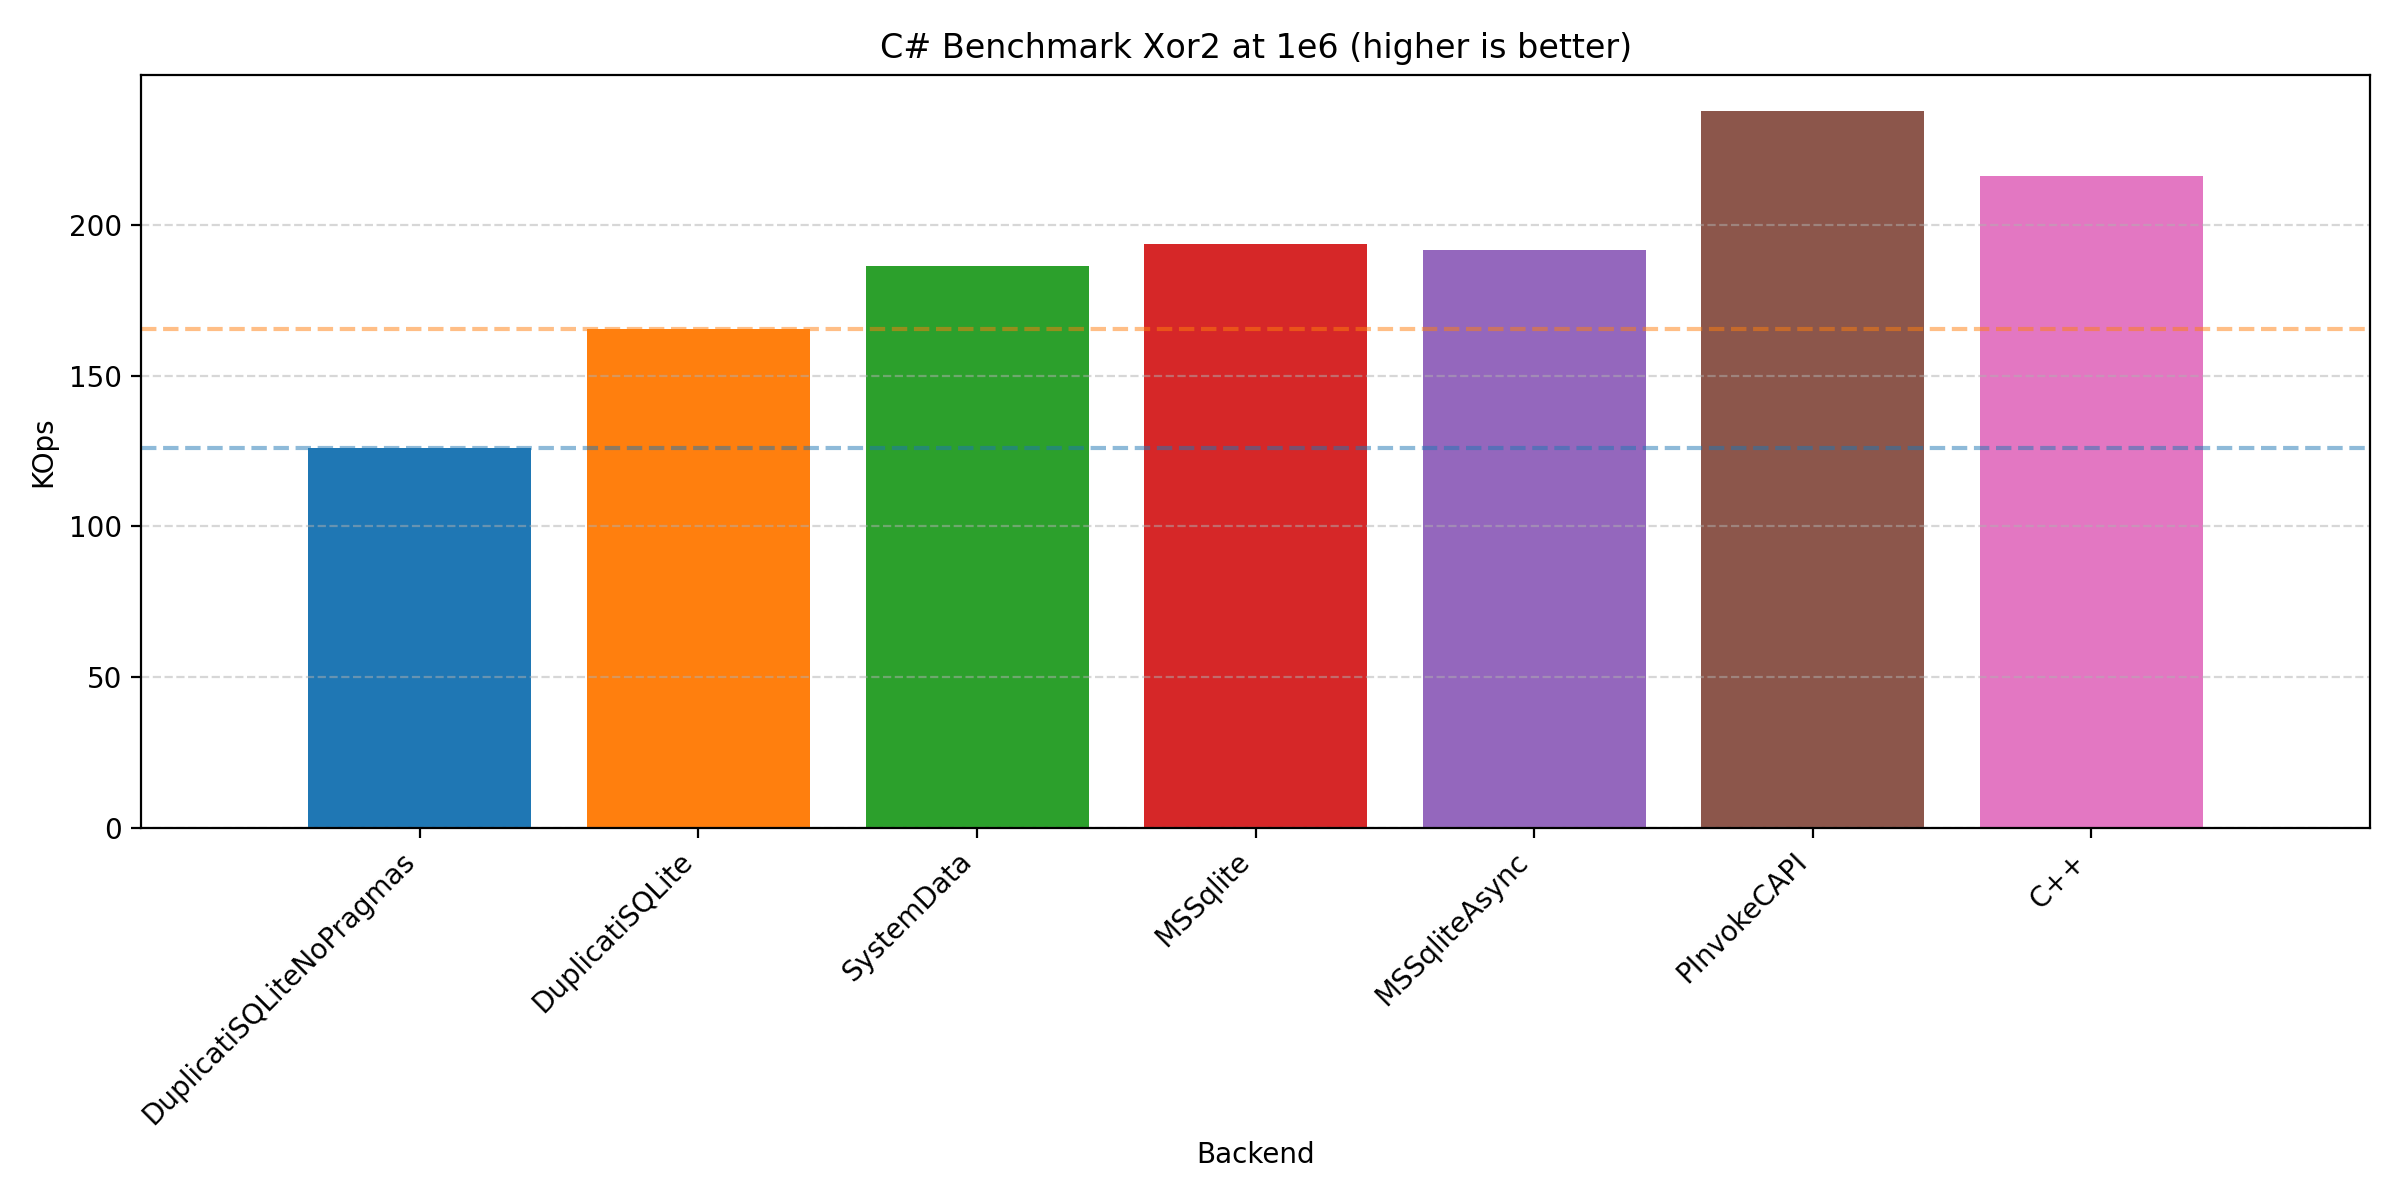 C# Benchmark Xor2 at 1e6 (higher is better)
KOps
200
150
100
50
0
DuplicatiSQLiteNoPragmas
DuplicatiSQLite
SystemData
MSSqlite
MSSqliteAsync
PInvokeCAPI
C++
Backend